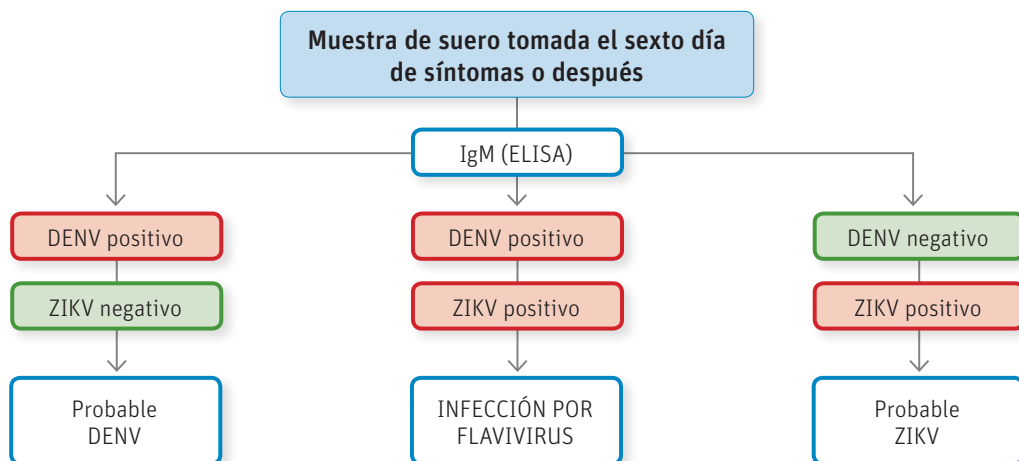 Muestra de suero tomada el sexto día
de síntomas o después
IgM (ELISA)
DENV positivo
ZIKV negativo
Probable
DENV
DENV positivo
ZIKV positivo
INFECCIÓN POR
FLAVIVIRUS
DENV negativo
ZIKV positivo
Probable
ZIKV